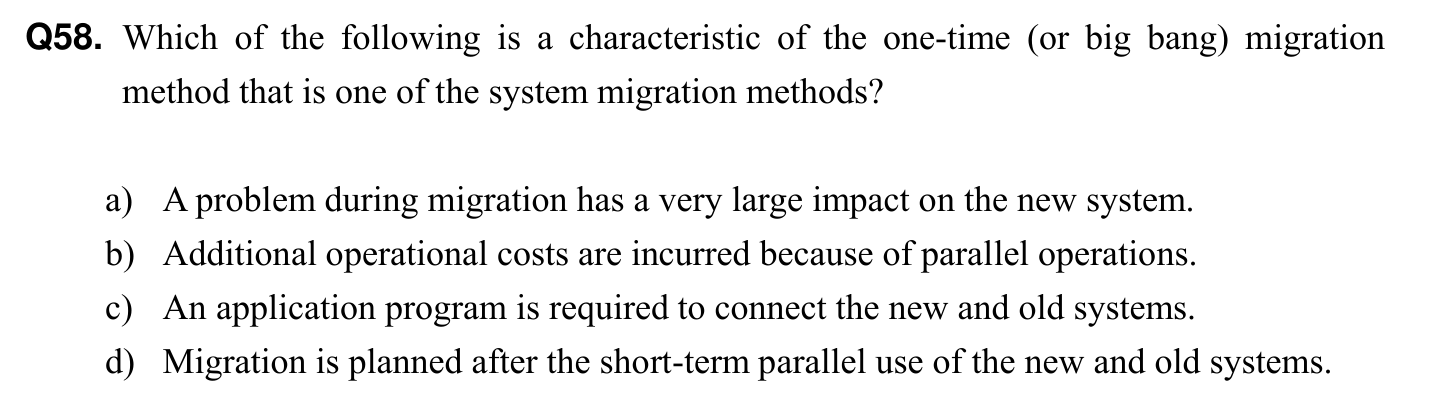 Q58. Which of the following is a characteristic of the one-time (or big bang) migration
method that is one of the system migration methods?
a) A problem during migration has a very large impact on the new system.
b) Additional operational costs are incurred because of parallel operations.
c) An application program is required to connect the new and old systems.
d) Migration is planned after the short-term parallel use of the new and old systems.